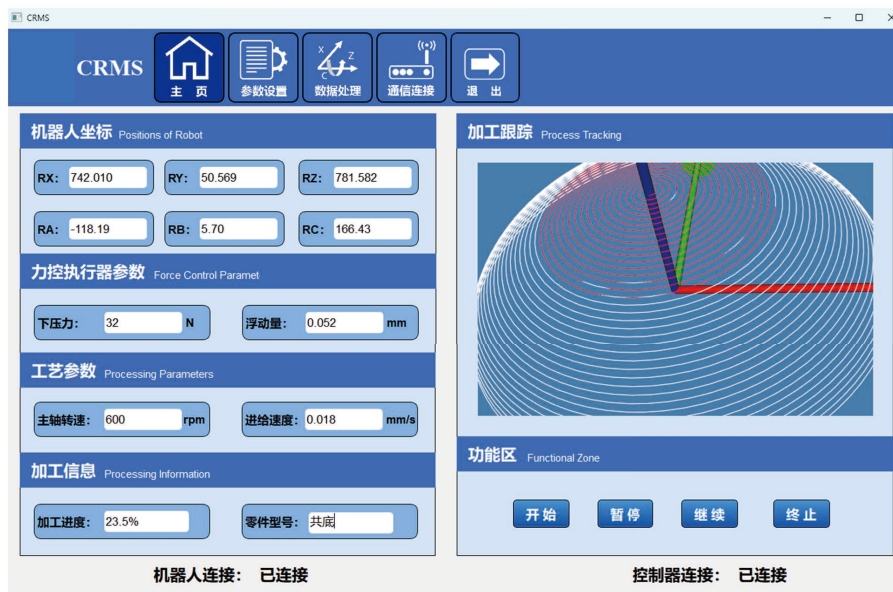 CRMS
CRMS
主 页
参数设置
X Z C
数据处理
通信连接
退 出
机器人坐标 Positions of Robot
RX: 742.010 RY: 50.569 RZ: 781.582
RA: -118.19 RB: 5.70 RC: 166.43
力控执行器参数 Force Control Paramet
下压力: 32 N 浮动量: 0.052 mm
工艺参数 Processing Parameters
主轴转速: 600 rpm 进给速度: 0.018 mm/s
加工信息 Processing Information
加工进度: 23.5% 零件型号: 共底
机器人连接: 已连接
加工跟踪 Process Tracking
功能区 Functional Zone
开始 暂停 继续 终止
控制器连接: 已连接